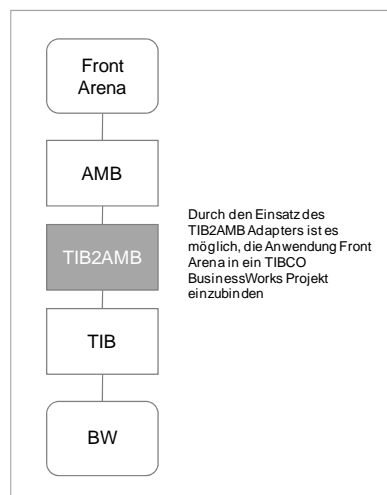 Front
Arena
AMB
TIB2AMB
Durch den Einsatz des
TIB2AMB Adapters ist es
möglich, die Anwendung Front
Arena in ein TIBCO
BusinessWorks Projekt
einzubinden
TIB
BW